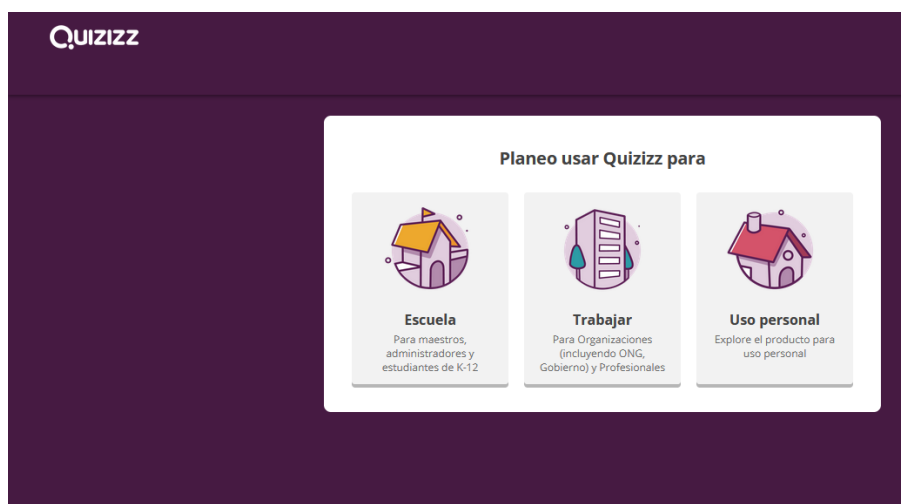 Quizizz
Planeo usar Quizizz para
Escuela
Para maestros,
administradores y
estudiantes de K-12
Trabajar
Para Organizaciones
(incluyendo ONG,
Gobierno) y Profesionales
Uso personal
Explore el producto para
uso personal